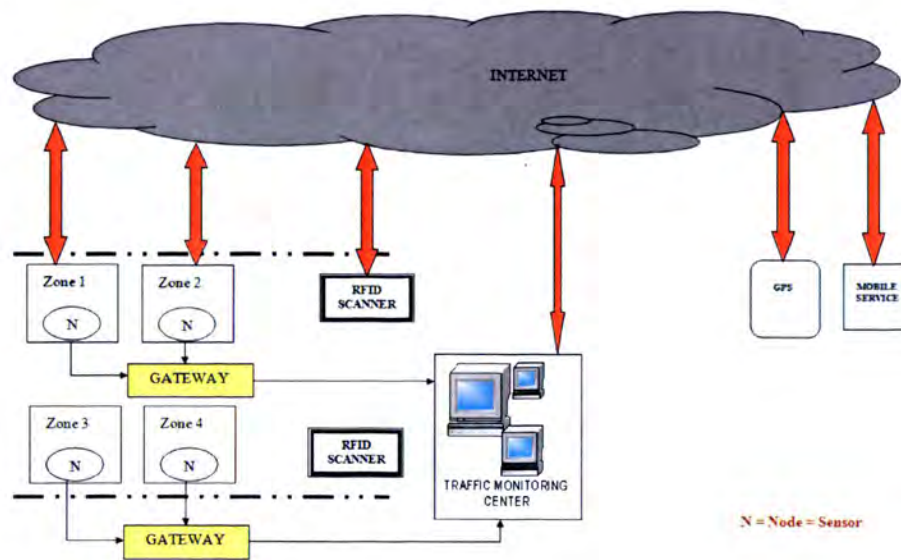 INTERNET
Zone 1
Zone 2
RFID
SCANNER
GPS
MOBILE
SERVICE
N
N
GATEWAY
Zone 3
Zone 4
RFID
SCANNER
N
N
TRAFFIC MONITORING
CENTER
GATEWAY
N = Node = Sensor